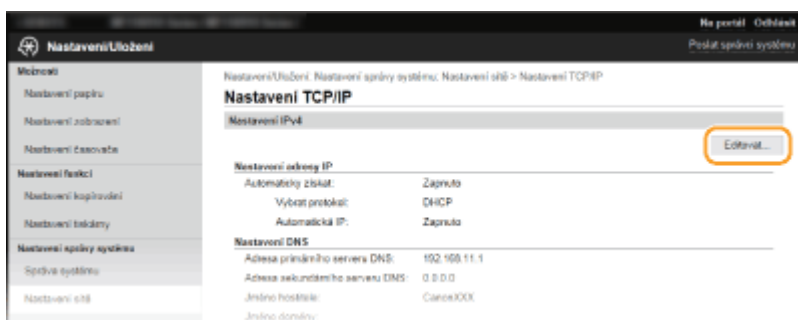 Na portál Odhlásit
Nastavení/Uložení
Poslat správci systému
Možnosti
Nastavení papíru
Nastavení zobrazení
Nastavení časovače
Nastavení funkcí
Nastavení kopírování
Nastavení tiskárny
Nastavení správy systému
Správa systému
Nastavení sítě
Nastavení/Uložení: Nastavení správy systému: Nastavení sítě > Nastavení TCP/IP
Nastavení TCP/IP
Nastavení IPv4
Editovat...
Nastavení adresy IP
Automaticky získat: Zapnuto
Vybrat protokol: DHCP
Automatická IP: Zapnuto
Nastavení DNS
Adresa primárního serveru DNS: 192.168.11.1
Adresa sekundárního serveru DNS: 0.0.0.0
Jméno hostitele: CanonXXX
Jméno domény: